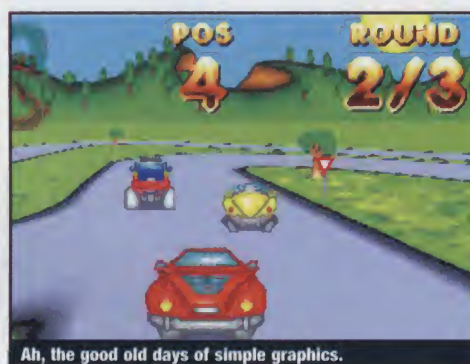 POS
4
ROUND
2/3
Ah, the good old days of simple graphics.